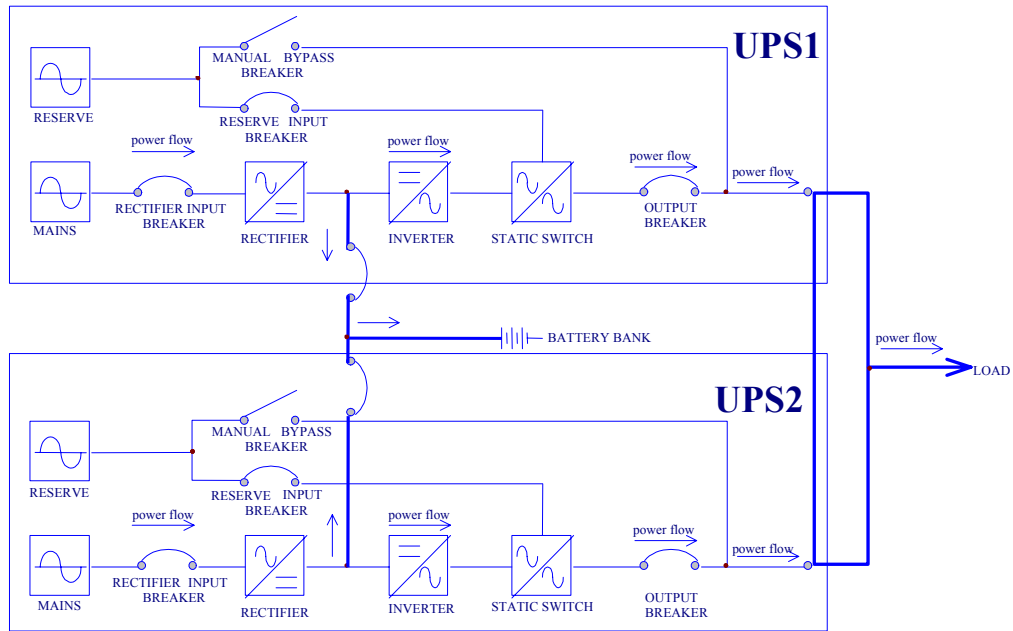 UPS1
MANUAL BYPASS
BREAKER
RESERVE
RESERVE INPUT
BREAKER
power flow
power flow
power flow
power flow
MAINS
RECTIFIER INPUT
BREAKER
RECTIFIER
INVERTER
STATIC SWITCH
OUTPUT
BREAKER
BATTERY BANK
power flow
LOAD
UPS2
MANUAL BYPASS
BREAKER
RESERVE
RESERVE INPUT
BREAKER
power flow
power flow
power flow
power flow
MAINS
RECTIFIER INPUT
BREAKER
RECTIFIER
INVERTER
STATIC SWITCH
OUTPUT
BREAKER